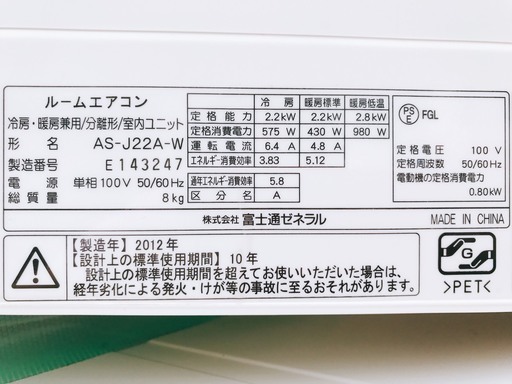 ルームエアコン
冷房・暖房兼用/分離形/室内ユニット
形 名 AS-J22A-W
製造番号 E143247
電 源 単相100V 50/60Hz
総質量 8kg
冷 房 暖房標準 暖房低温
定格能力 2.2kW 2.2kW 2.8kW
定格消費電力 575 W 430 W 980 W
運転電流 6.4 A 4.8 A
エネルギー消費効率 3.83 5.12
通年エネルギー消費効率 5.8
区 分 A
PS
E FGL
定格電圧 100 V
定格周波数 50/60Hz
電動機の定格消費電力
0.80kW
株式会社 富士通ゼネラル
MADE IN CHINA
【製造年】2012年
【設計上の標準使用期間】10年
設計上の標準使用期間を超えてお使いいただいた場合は、
経年劣化による発火・けが等の事故に至るおそれがあります。
G
>PET<